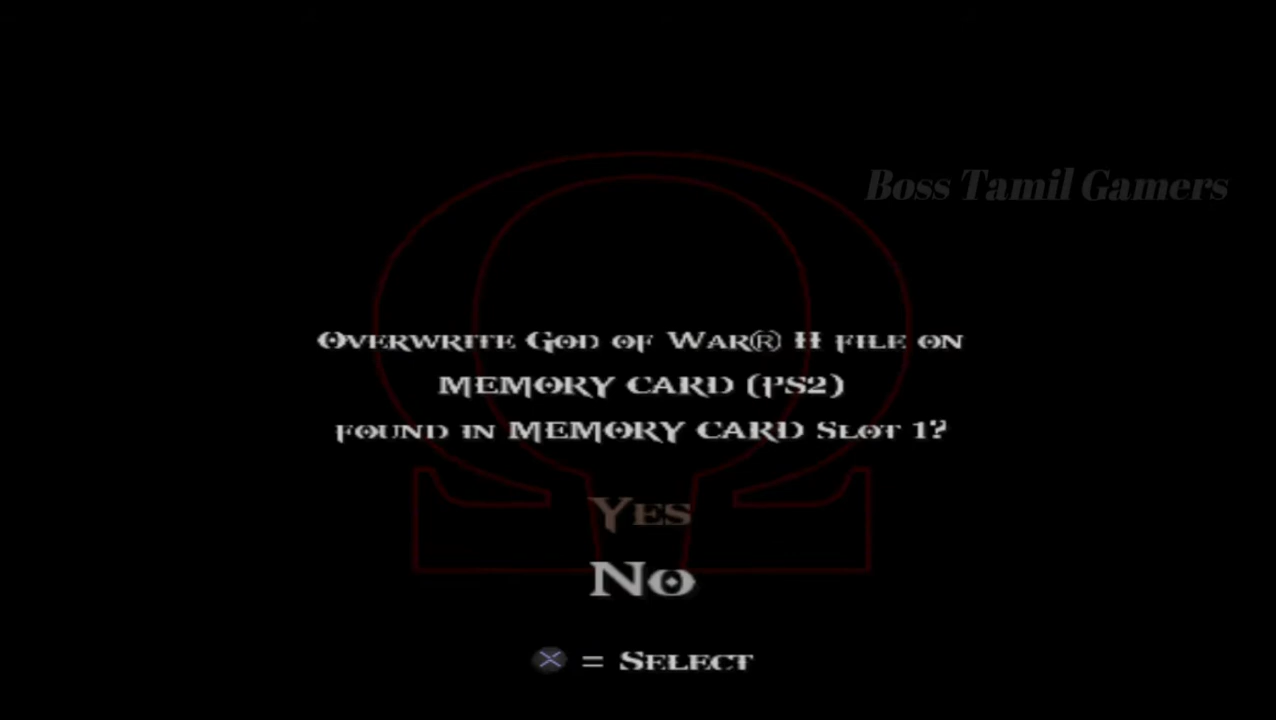 Boss Tamil Gamers
Overwrite God of War® II file on
MEMORY CARD (PS2)
found in MEMORY CARD Slot 1?
Yes
No
= Select